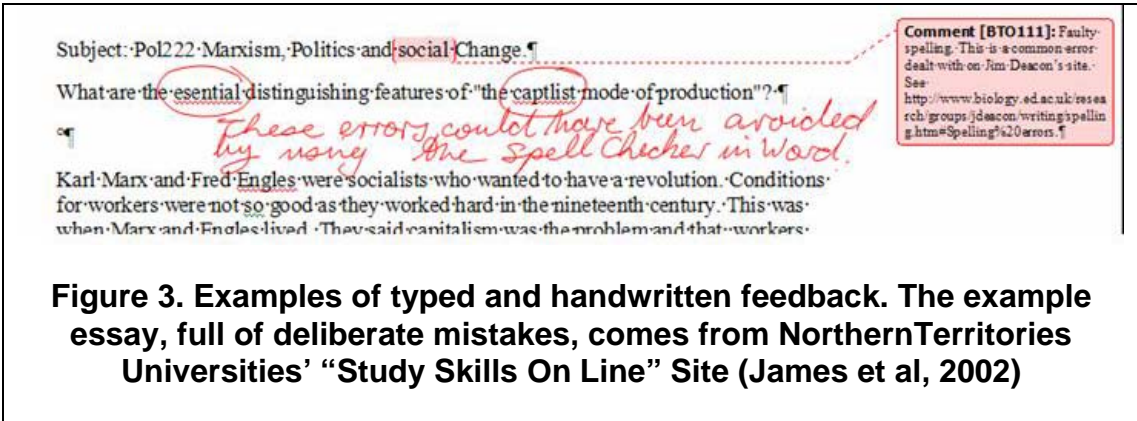 Subject: Pol222 Marxism, Politics and social Change.¶
What are the esential distinguishing features of "the captlist mode of production"? ¶
¶
These errors could have been avoided
by using the Spell Checker in Word.
Karl Marx and Fred Engles were socialists who wanted to have a revolution. Conditions
for workers were not so good as they worked hard in the nineteenth century. This was
when Marx and Engles lived. They said capitalism was the problem and that workers
Comment [BTO111]: Faulty
spelling. This is a common error
dealt with on Jim Deacon's site.
See
http://www.biology.ed.ac.uk/resea
rch/groups/jdeacon/writing/spellin
g.htm#Spelling%20errors.¶
Figure 3. Examples of typed and handwritten feedback. The example
essay, full of deliberate mistakes, comes from NorthernTerritories
Universities' “Study Skills On Line” Site (James et al, 2002)